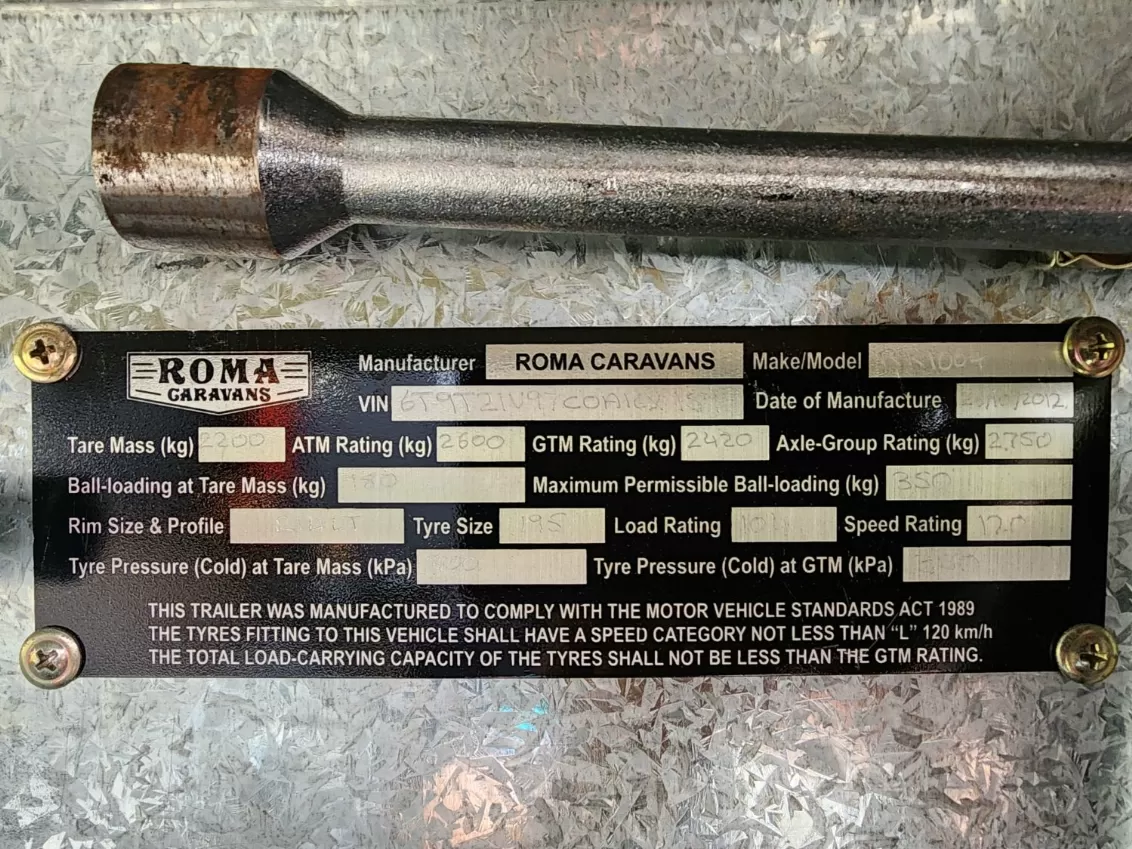 ROMA CARAVANS Manufacturer ROMA CARAVANS Make/Model
VIN Date of Manufacture
Tare Mass (kg) 2200 ATM Rating (kg) 2600 GTM Rating (kg) 2420 Axle-Group Rating (kg) 2750
Ball-loading at Tare Mass (kg) 180 Maximum Permissible Ball-loading (kg) 350
Rim Size & Profile Tyre Size 195 Load Rating Speed Rating 120
Tyre Pressure (Cold) at Tare Mass (kPa) Tyre Pressure (Cold) at GTM (kPa)
THIS TRAILER WAS MANUFACTURED TO COMPLY WITH THE MOTOR VEHICLE STANDARDS ACT 1989
THE TYRES FITTING TO THIS VEHICLE SHALL HAVE A SPEED CATEGORY NOT LESS THAN "L" 120 km/h
THE TOTAL LOAD-CARRYING CAPACITY OF THE TYRES SHALL NOT BE LESS THAN THE GTM RATING.